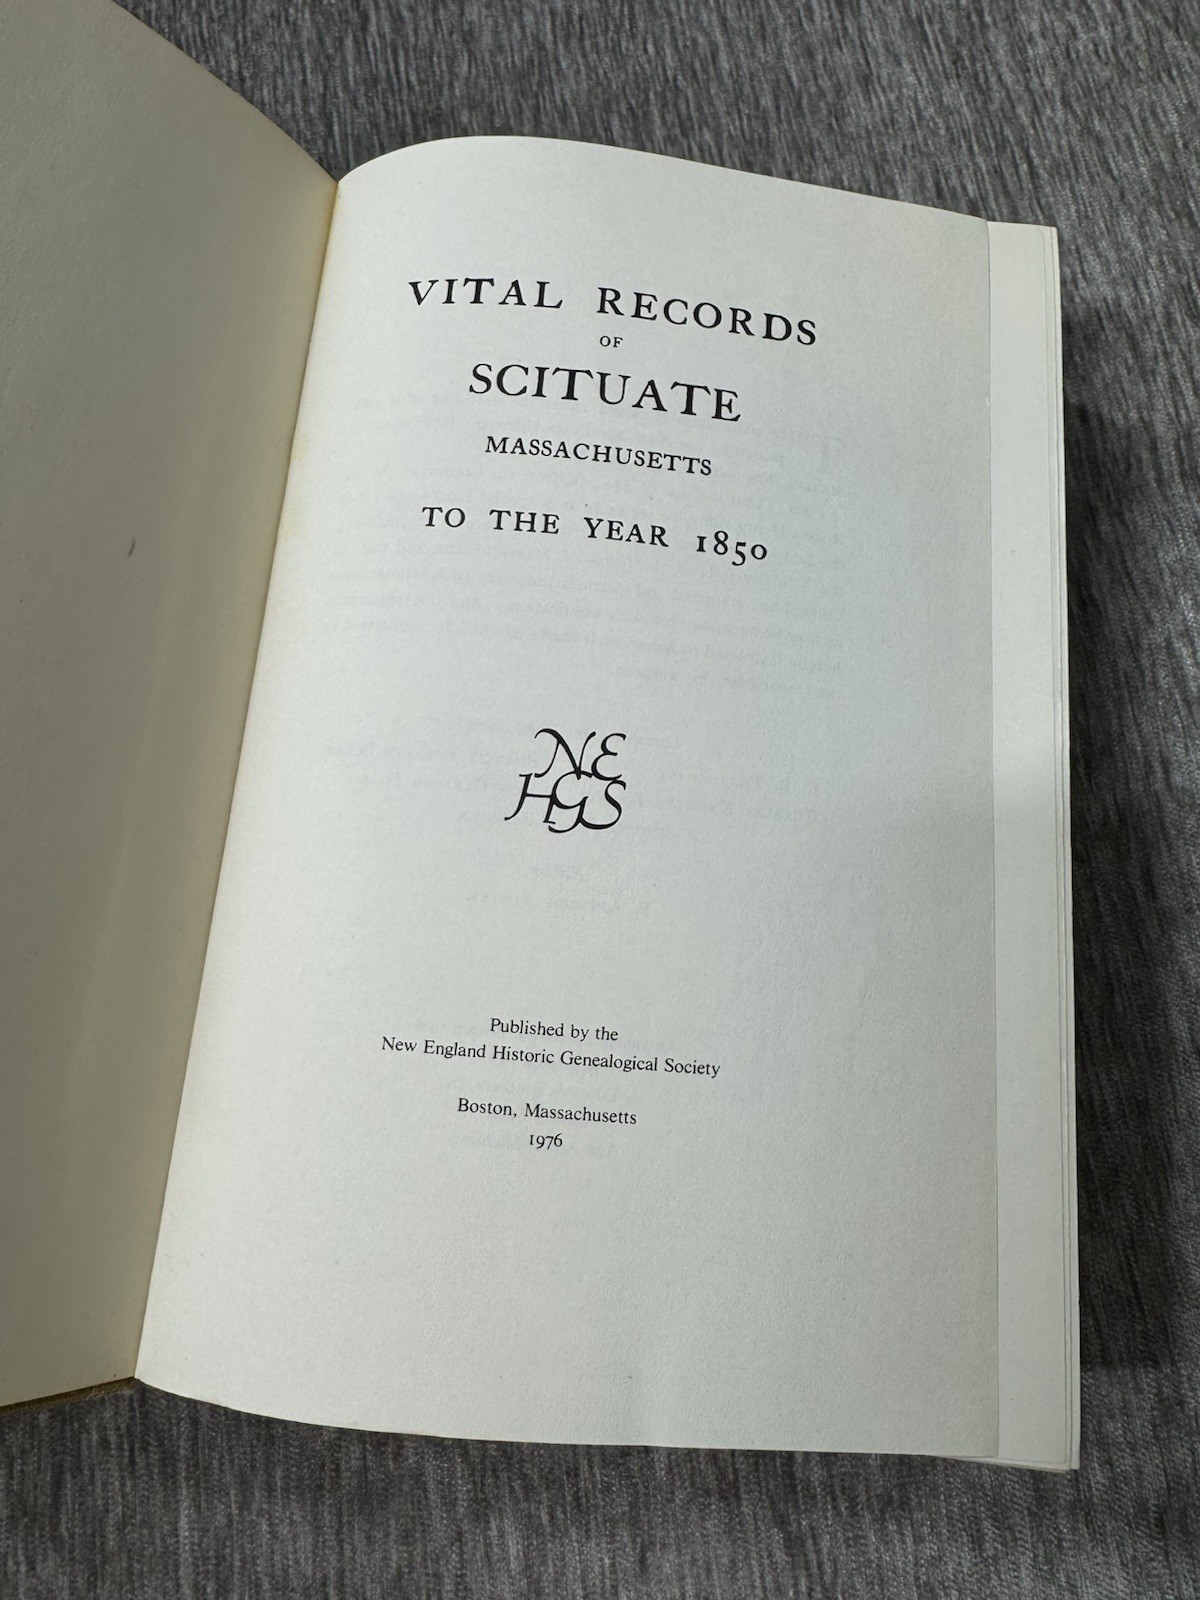 VITAL RECORDS
OF
SCITUATE
MASSACHUSETTS
TO THE YEAR 1850
NE
HGS
Published by the
New England Historic Genealogical Society
Boston, Massachusetts
1976